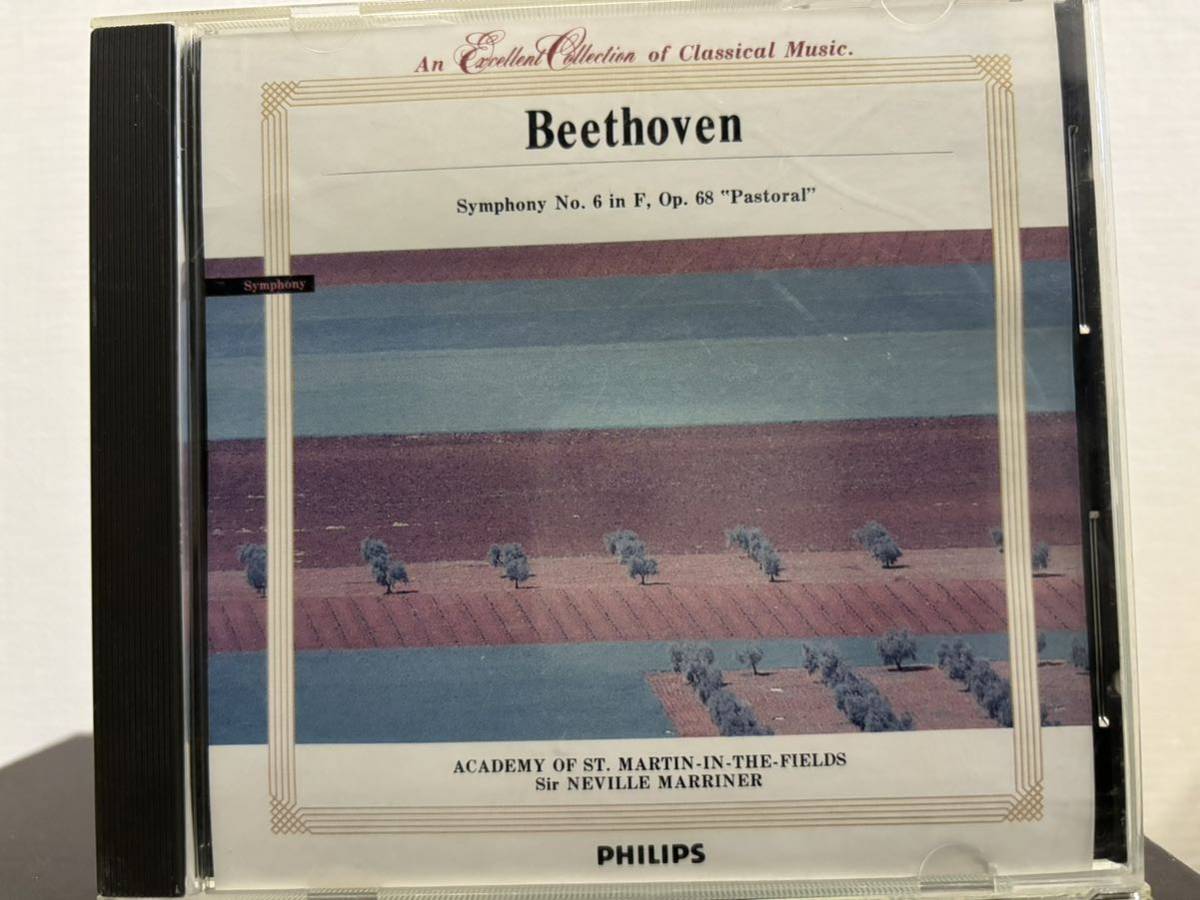 An Excellent Collection of Classical Music.
Beethoven
Symphony No. 6 in F, Op. 68 "Pastoral"
Symphony
ACADEMY OF ST. MARTIN-IN-THE-FIELDS
Sir NEVILLE MARRINER
PHILIPS